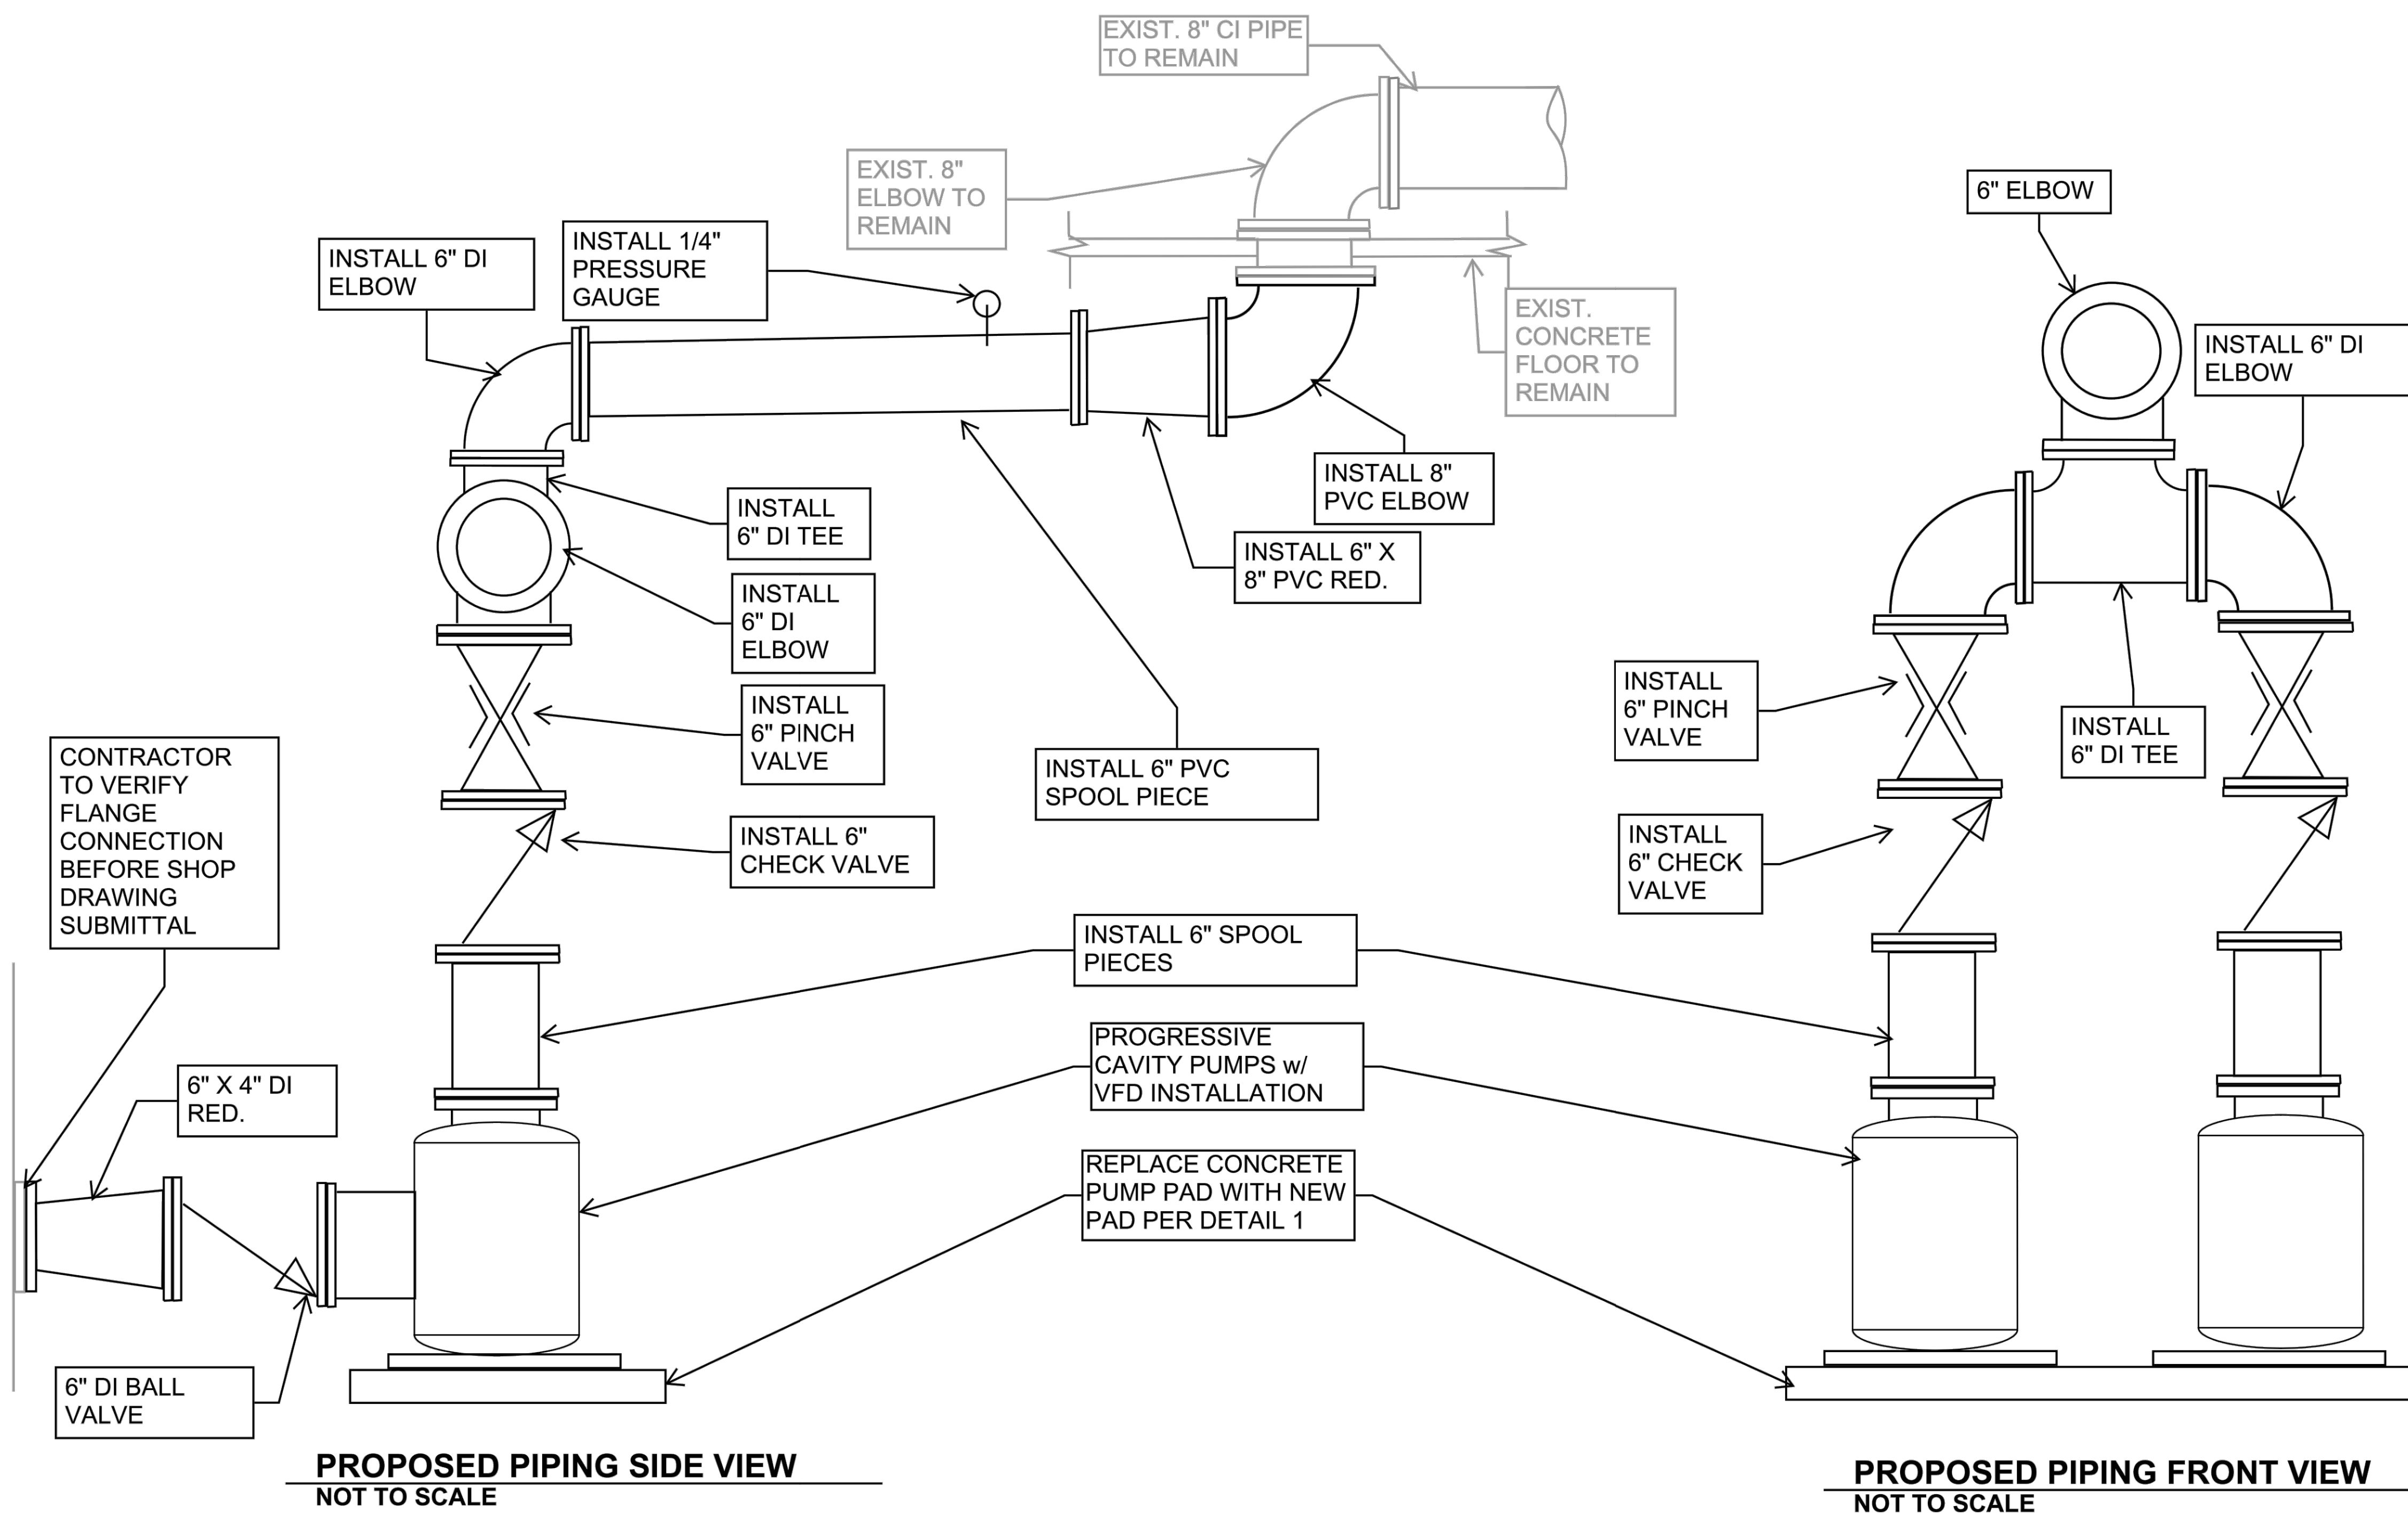 EXIST. 8" CI PIPE
TO REMAIN
EXIST. 8"
ELBOW TO
REMAIN
6" ELBOW
INSTALL 6" DI
ELBOW
INSTALL 1/4"
PRESSURE
GAUGE
EXIST.
CONCRETE
FLOOR TO
REMAIN
INSTALL 6" DI
ELBOW
INSTALL 8"
PVC ELBOW
INSTALL
6" DI TEE
INSTALL 6" X
8" PVC RED.
INSTALL
6" DI
ELBOW
INSTALL
6" PINCH
VALVE
INSTALL
6" PINCH
VALVE
INSTALL
6" DI TEE
CONTRACTOR
TO VERIFY
FLANGE
CONNECTION
BEFORE SHOP
DRAWING
SUBMITTAL
INSTALL 6" PVC
SPOOL PIECE
INSTALL 6"
CHECK VALVE
INSTALL
6" CHECK
VALVE
INSTALL 6" SPOOL
PIECES
PROGRESSIVE
CAVITY PUMPS w/
VFD INSTALLATION
6" X 4" DI
RED.
REPLACE CONCRETE
PUMP PAD WITH NEW
PAD PER DETAIL 1
6" DI BALL
VALVE
PROPOSED PIPING SIDE VIEW
NOT TO SCALE
PROPOSED PIPING FRONT VIEW
NOT TO SCALE